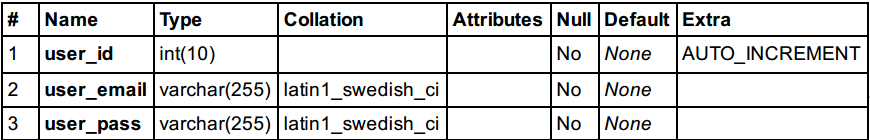 # Name Type Collation Attributes Null Default Extra
1 user_id int(10) No None AUTO_INCREMENT
2 user_email varchar(255) latin1_swedish_ci No None
3 user_pass varchar(255) latin1_swedish_ci No None